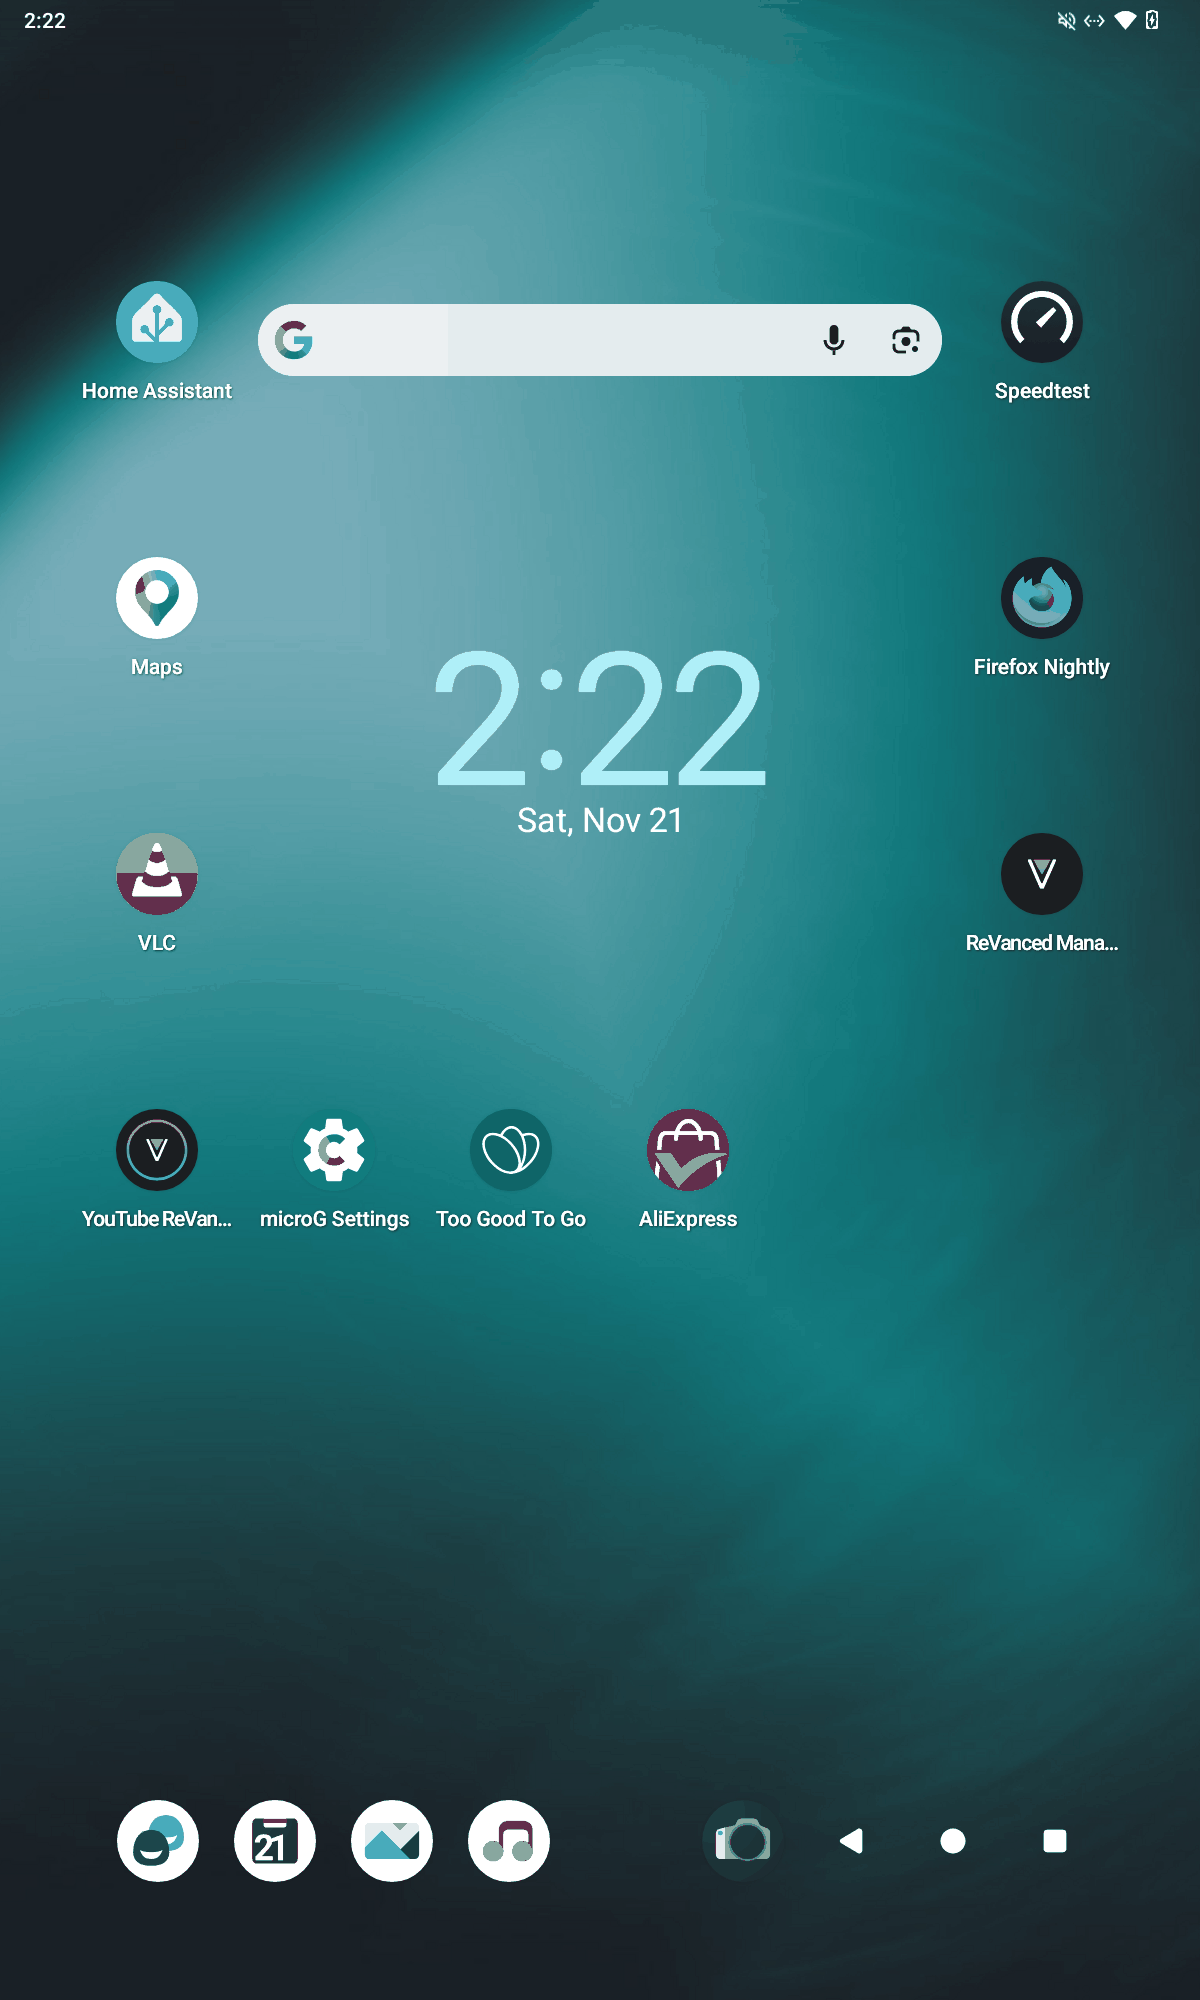 2:22
Home Assistant
Speedtest
Maps
Firefox Nightly
2:22
Sat, Nov 21
VLC
ReVanced Mana...
YouTube ReVan...
microG Settings
Too Good To Go
AliExpress
21